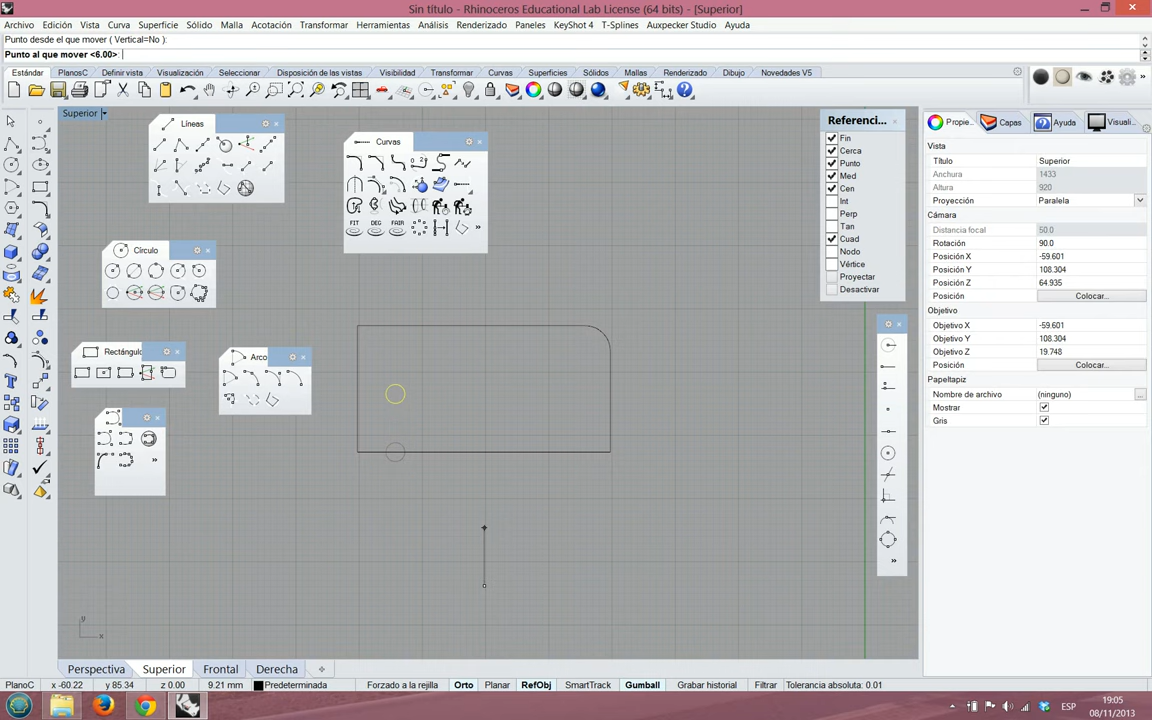 Sin título - Rhinoceros Educational Lab License (64 bits) - [Superior]
Archivo Edición Vista Curva Superficie Sólido Malla Acotación Transformar Herramientas Análisis Renderizado Paneles KeyShot 4 T-Splines Auxpecker Studio Ayuda
Punto desde el que mover ( Vertical=No ):
Punto al que mover <6.00>:
Estándar PlanosC Definir vista Visualización Seleccionar Disposición de las vistas Visibilidad Transformar Curvas Superficies Sólidos Mallas Renderizado Dibujo Novedades V5
Superior
Líneas
Curvas
FIT DEG FAIR
Círculo
Rectángulo
Arco
Referenci...
Fin
Cerca
Punto
Med
Cen
Int
Perp
Tan
Cuad
Nodo
Vértice
Proyectar
Desactivar
Propie... Capas Ayuda Visuali...
Vista
Título Superior
Anchura 1433
Altura 920
Proyección Paralela
Cámara
Distancia focal 50.0
Rotación 90.0
Posición X -59.601
Posición Y 108.304
Posición Z 64.935
Posición Colocar...
Objetivo
Objetivo X -59.601
Objetivo Y 108.304
Objetivo Z 19.748
Posición Colocar...
Papeltapiz
Nombre de archivo (ninguno) ...
Mostrar
Gris
y
x
Perspectiva Superior Frontal Derecha
PlanoC x -60.22 y 85.34 z 0.00 9.21 mm Predeterminada Forzado a la rejilla Orto Planar RefObj SmartTrack Gumball Grabar historial Filtrar Tolerancia absoluta: 0.01
ESP
19:05
08/11/2013